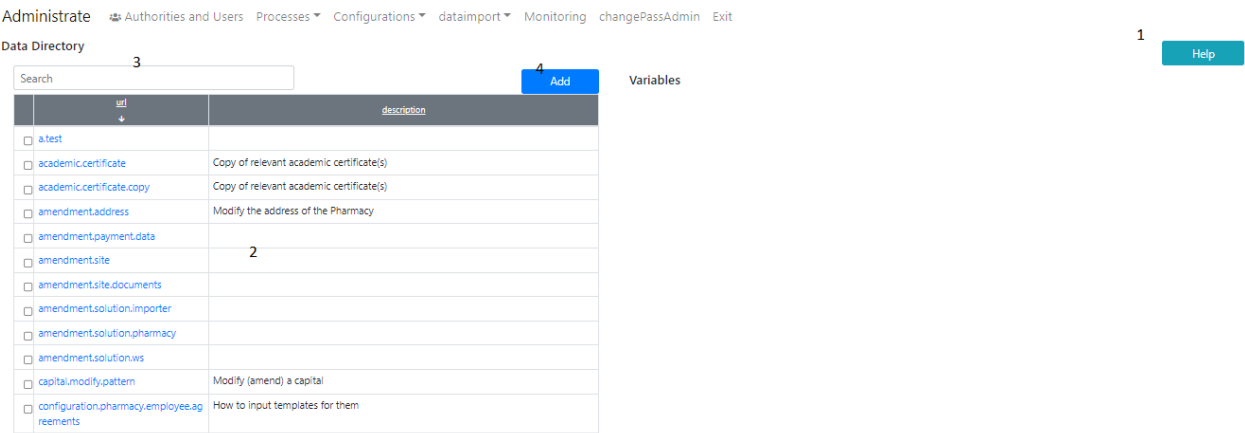 Administrate Authorities and Users Processes Configurations dataimport Monitoring changePassAdmin Exit
1
Data Directory
Help
3
Search
4
Add
Variables
url
description
a.test
academic.certificate Copy of relevant academic certificate(s)
academic.certificate.copy Copy of relevant academic certificate(s)
amendment.address Modify the address of the Pharmacy
amendment.payment.data
2
amendment.site
amendment.site.documents
amendment.solution.importer
amendment.solution.pharmacy
amendment.solution.ws
capital.modify.pattern Modify (amend) a capital
configuration.pharmacy.employee.ag How to input templates for them
reements